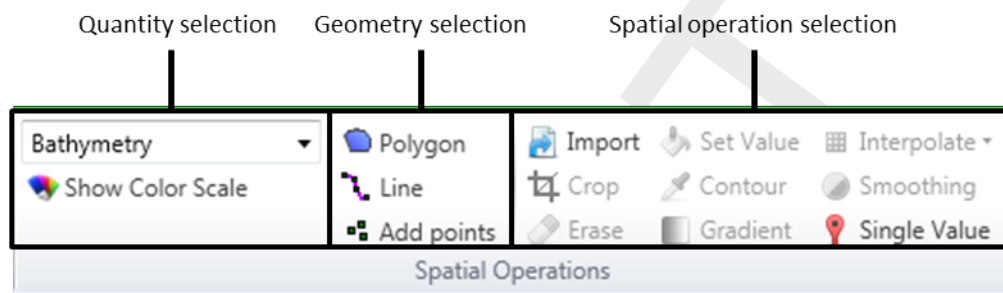 Quantity selection Geometry selection Spatial operation selection
Bathymetry Polygon Import Set Value Interpolate
Show Color Scale Line Crop Contour Smoothing
Add points Erase Gradient Single Value
Spatial Operations